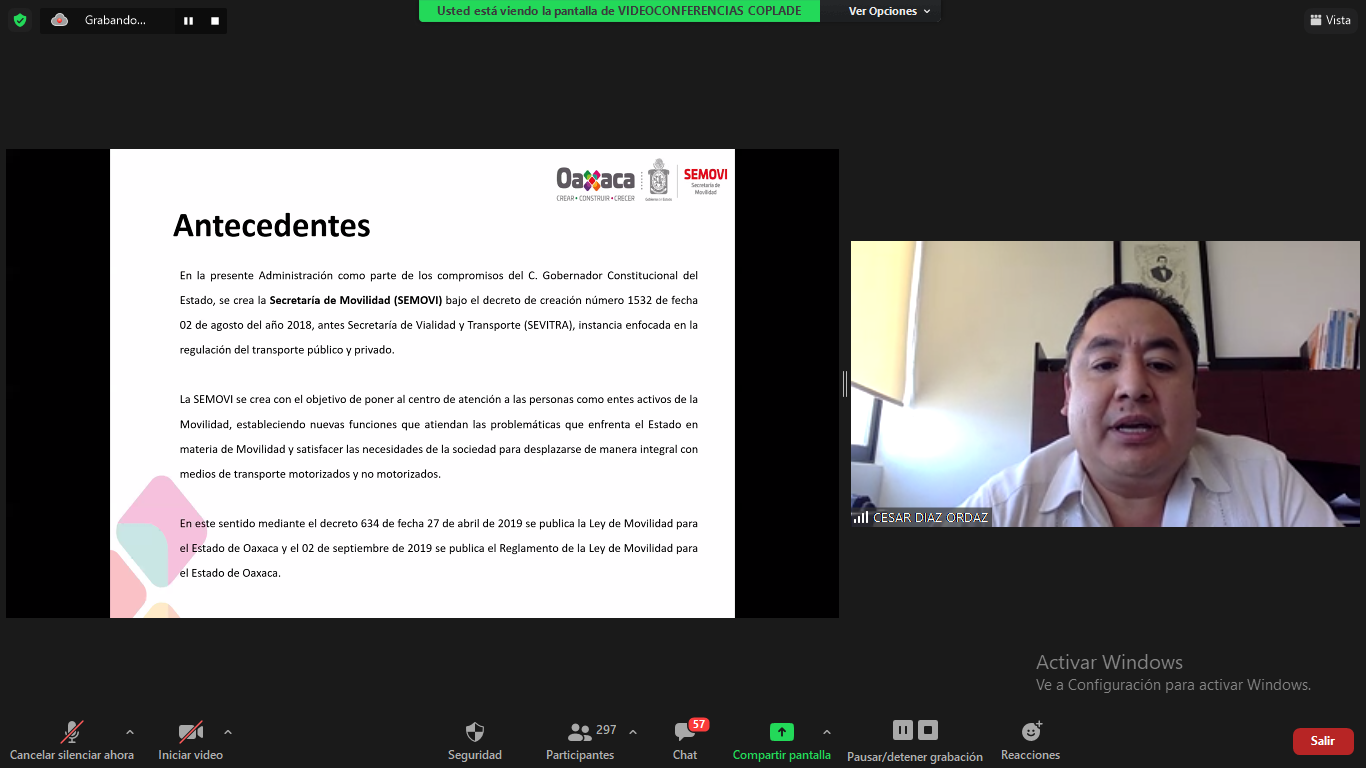 Grabando...
Usted está viendo la pantalla de VIDEOCONFERENCIAS COPLADE
Ver Opciones
Vista
Oaxaca
CREAR • CONSTRUIR • CRECER
SEMOVI
Secretaría de
Movilidad
Antecedentes
En la presente Administración como parte de los compromisos del C. Gobernador Constitucional del
Estado, se crea la Secretaría de Movilidad (SEMOVI) bajo el decreto de creación número 1532 de fecha
02 de agosto del año 2018, antes Secretaría de Vialidad y Transporte (SEVITRA), instancia enfocada en la
regulación del transporte público y privado.
La SEMOVI se crea con el objetivo de poner al centro de atención a las personas como entes activos de la
Movilidad, estableciendo nuevas funciones que atiendan las problemáticas que enfrenta el Estado en
materia de Movilidad y satisfacer las necesidades de la sociedad para desplazarse de manera integral con
medios de transporte motorizados y no motorizados.
En este sentido mediante el decreto 634 de fecha 27 de abril de 2019 se publica la Ley de Movilidad para
el Estado de Oaxaca y el 02 de septiembre de 2019 se publica el Reglamento de la Ley de Movilidad para
el Estado de Oaxaca.
CESAR DIAZ ORDAZ
Activar Windows
Ve a Configuración para activar Windows.
Cancelar silenciar ahora
Iniciar video
Seguridad
Participantes
297
Chat
57
Compartir pantalla
Pausar/detener grabación
Reacciones
Salir